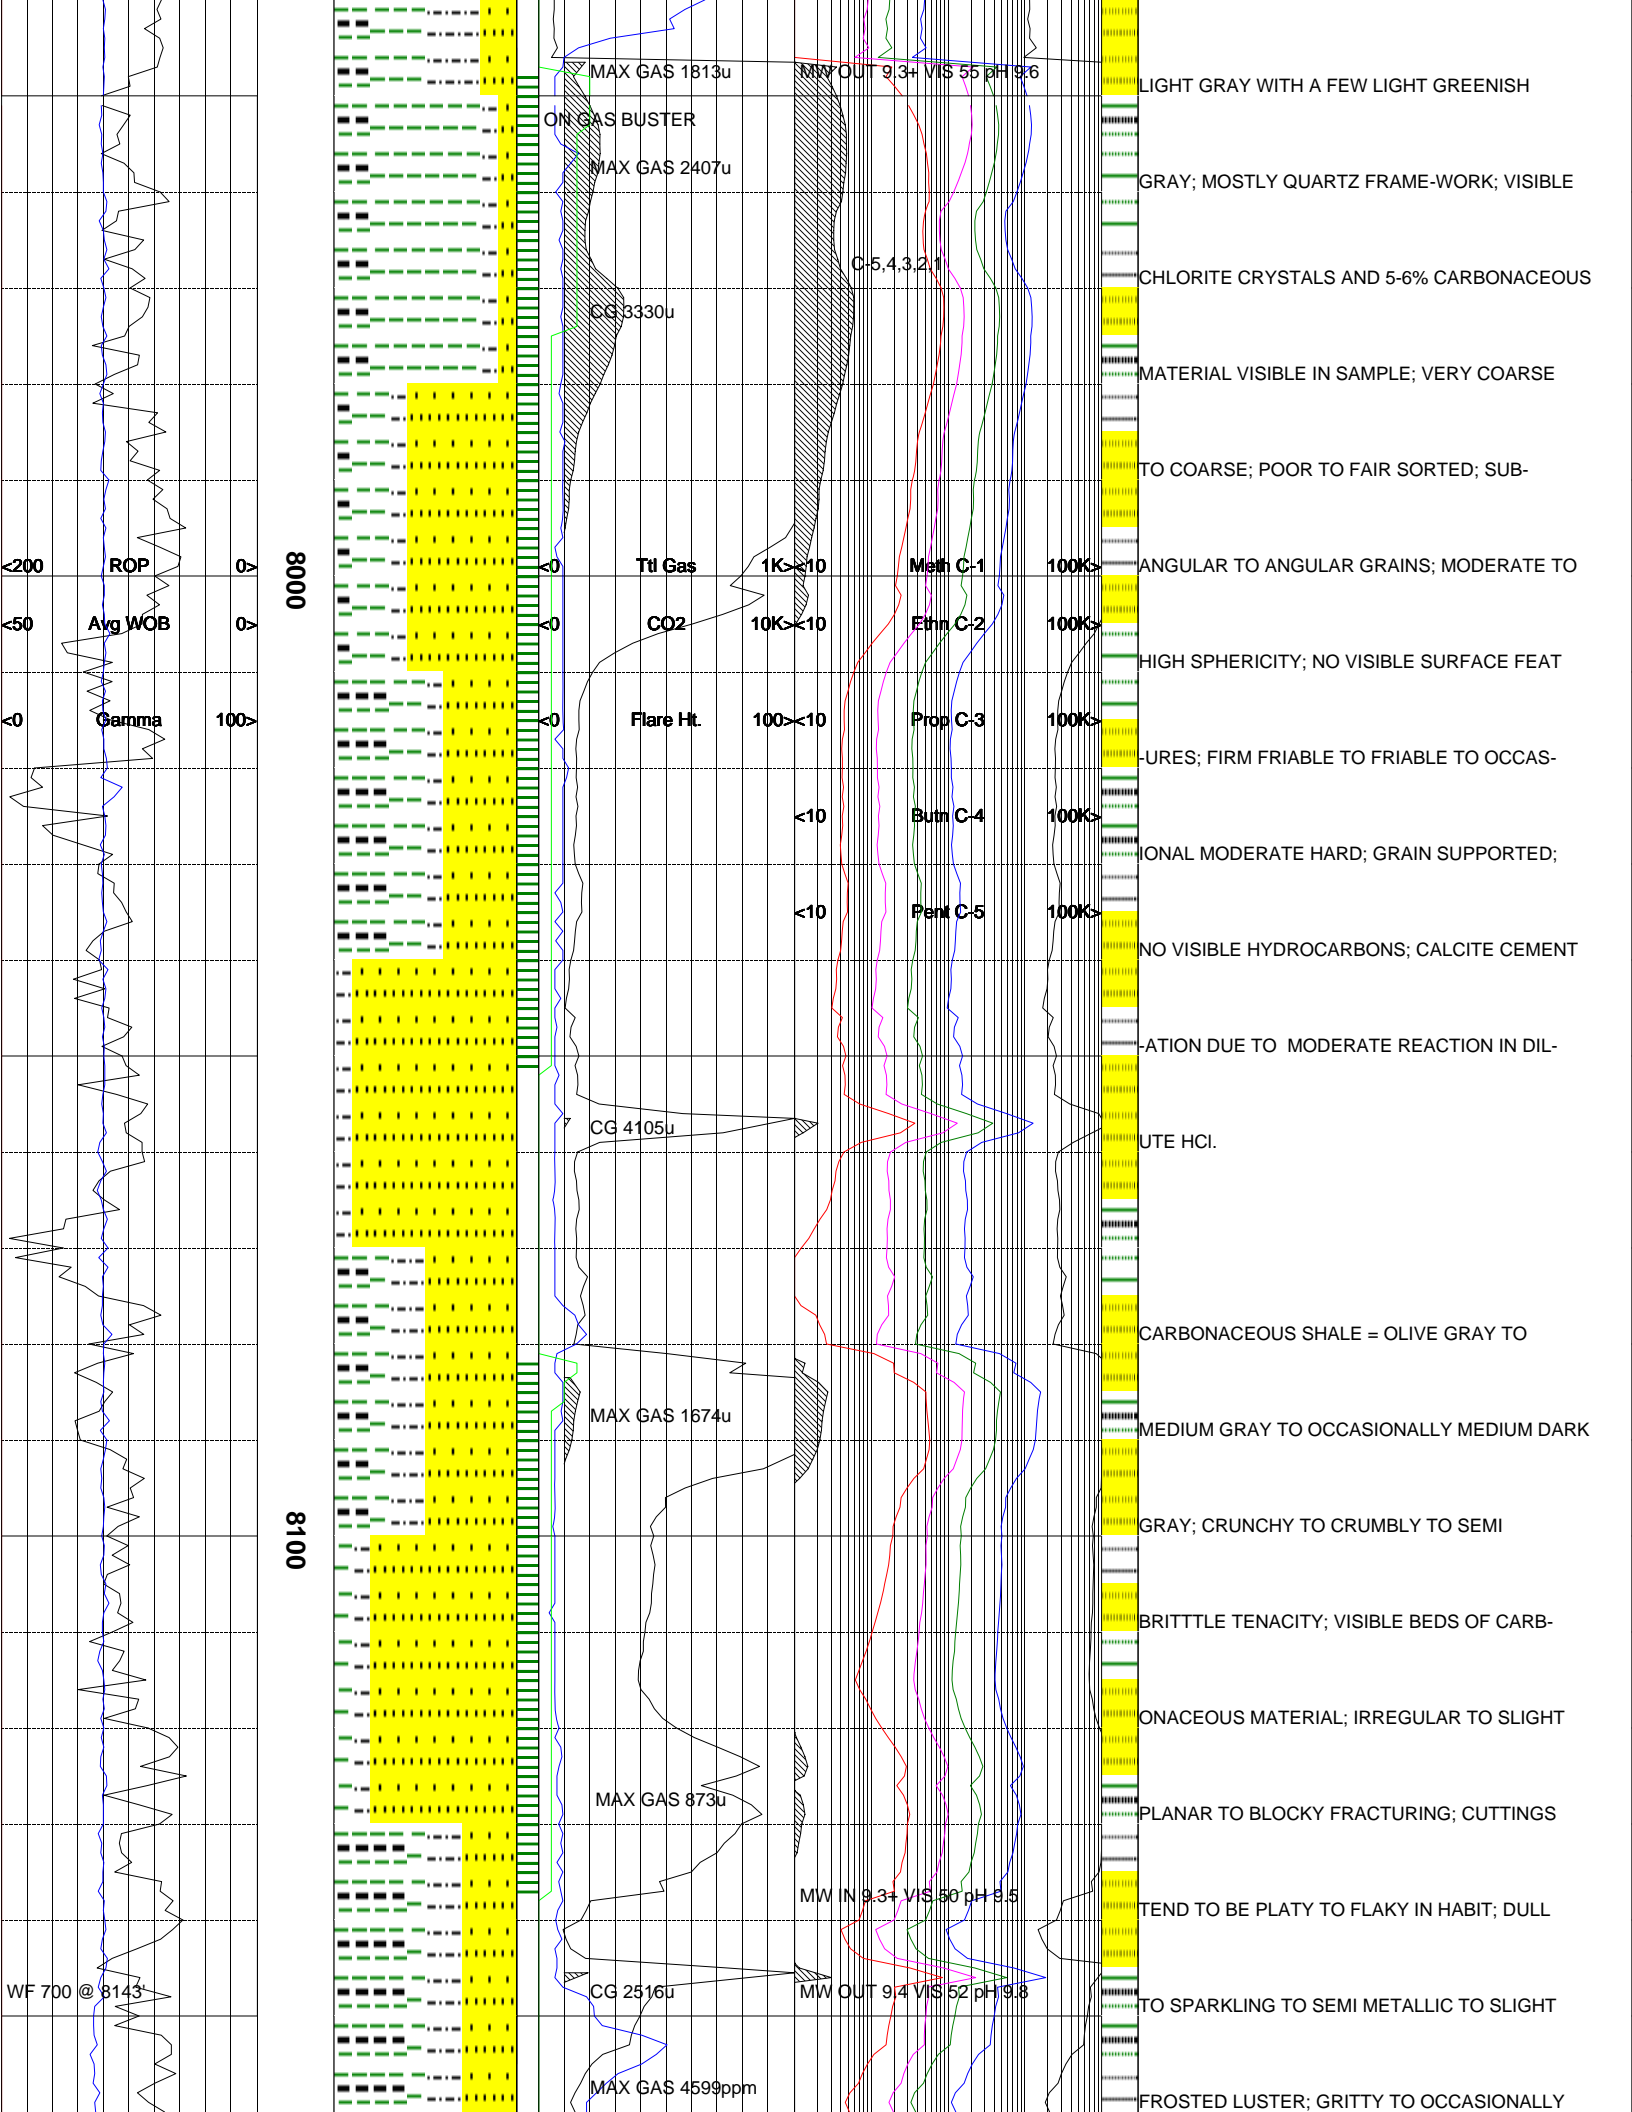 MAX GAS 1813u
MW OUT 9.3+ VIS 55 pH 9.6
LIGHT GRAY WITH A FEW LIGHT GREENISH
ON GAS BUSTER
MAX GAS 2407u
GRAY; MOSTLY QUARTZ FRAME-WORK; VISIBLE
C-5,4,3,2,1
CHLORITE CRYSTALS AND 5-6% CARBONACEOUS
CG 3330u
MATERIAL VISIBLE IN SAMPLE; VERY COARSE
TO COARSE; POOR TO FAIR SORTED; SUB-
<200 ROP 0>
8000
<0 Ttl Gas 1K>
<10 Meth C-1 100K>
ANGULAR TO ANGULAR GRAINS; MODERATE TO
<50 Avg WOB 0>
<0 CO2 10K>
<10 Ethn C-2 100K>
HIGH SPHERICITY; NO VISIBLE SURFACE FEAT
<0 Gamma 100>
<0 Flare Ht. 100>
<10 Prop C-3 100K>
-URES; FIRM FRIABLE TO FRIABLE TO OCCAS-
<10 Butn C-4 100K>
IONAL MODERATE HARD; GRAIN SUPPORTED;
<10 Pent C-5 100K>
NO VISIBLE HYDROCARBONS; CALCITE CEMENT
-ATION DUE TO  MODERATE REACTION IN DIL-
CG 4105u
UTE HCl.
CARBONACEOUS SHALE = OLIVE GRAY TO
MAX GAS 1674u
MEDIUM GRAY TO OCCASIONALLY MEDIUM DARK
8100
GRAY; CRUNCHY TO CRUMBLY TO SEMI
BRITTTLE TENACITY; VISIBLE BEDS OF CARB-
ONACEOUS MATERIAL; IRREGULAR TO SLIGHT
MAX GAS 873u
PLANAR TO BLOCKY FRACTURING; CUTTINGS
MW IN 9.3+ VIS 50 pH 9.5
TEND TO BE PLATY TO FLAKY IN HABIT; DULL
WF 700 @ 8143'
CG 2516u
MW OUT 9.4 VIS 52 pH 9.8
TO SPARKLING TO SEMI METALLIC TO SLIGHT
MAX GAS 4599ppm
FROSTED LUSTER; GRITTY TO OCCASIONALLY